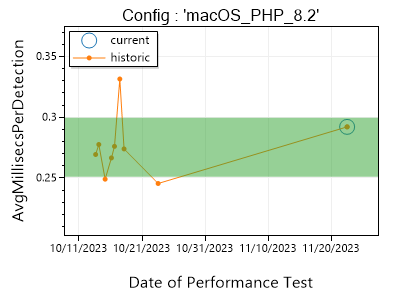 Config : 'macOS_PHP_8.2'
current
historic
AvgMillisecsPerDetection
0.35
0.3
0.25
10/11/2023 10/21/2023 10/31/2023 11/10/2023 11/20/2023
Date of Performance Test